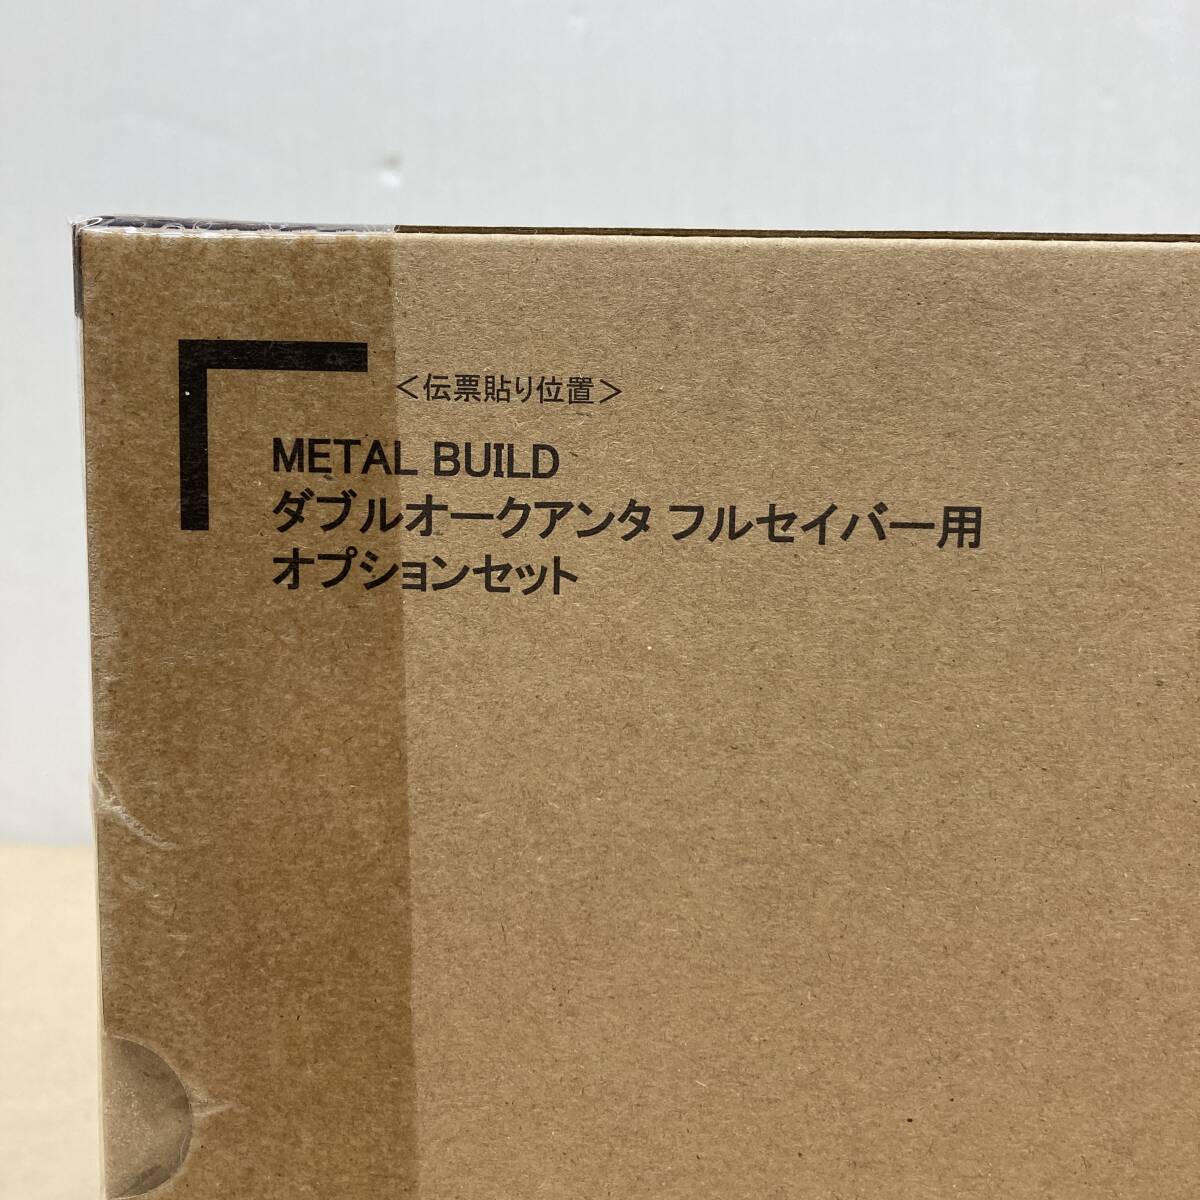 ＜伝票貼り位置＞
METAL BUILD
ダブルオークアンタ フルセイバー用
オプションセット